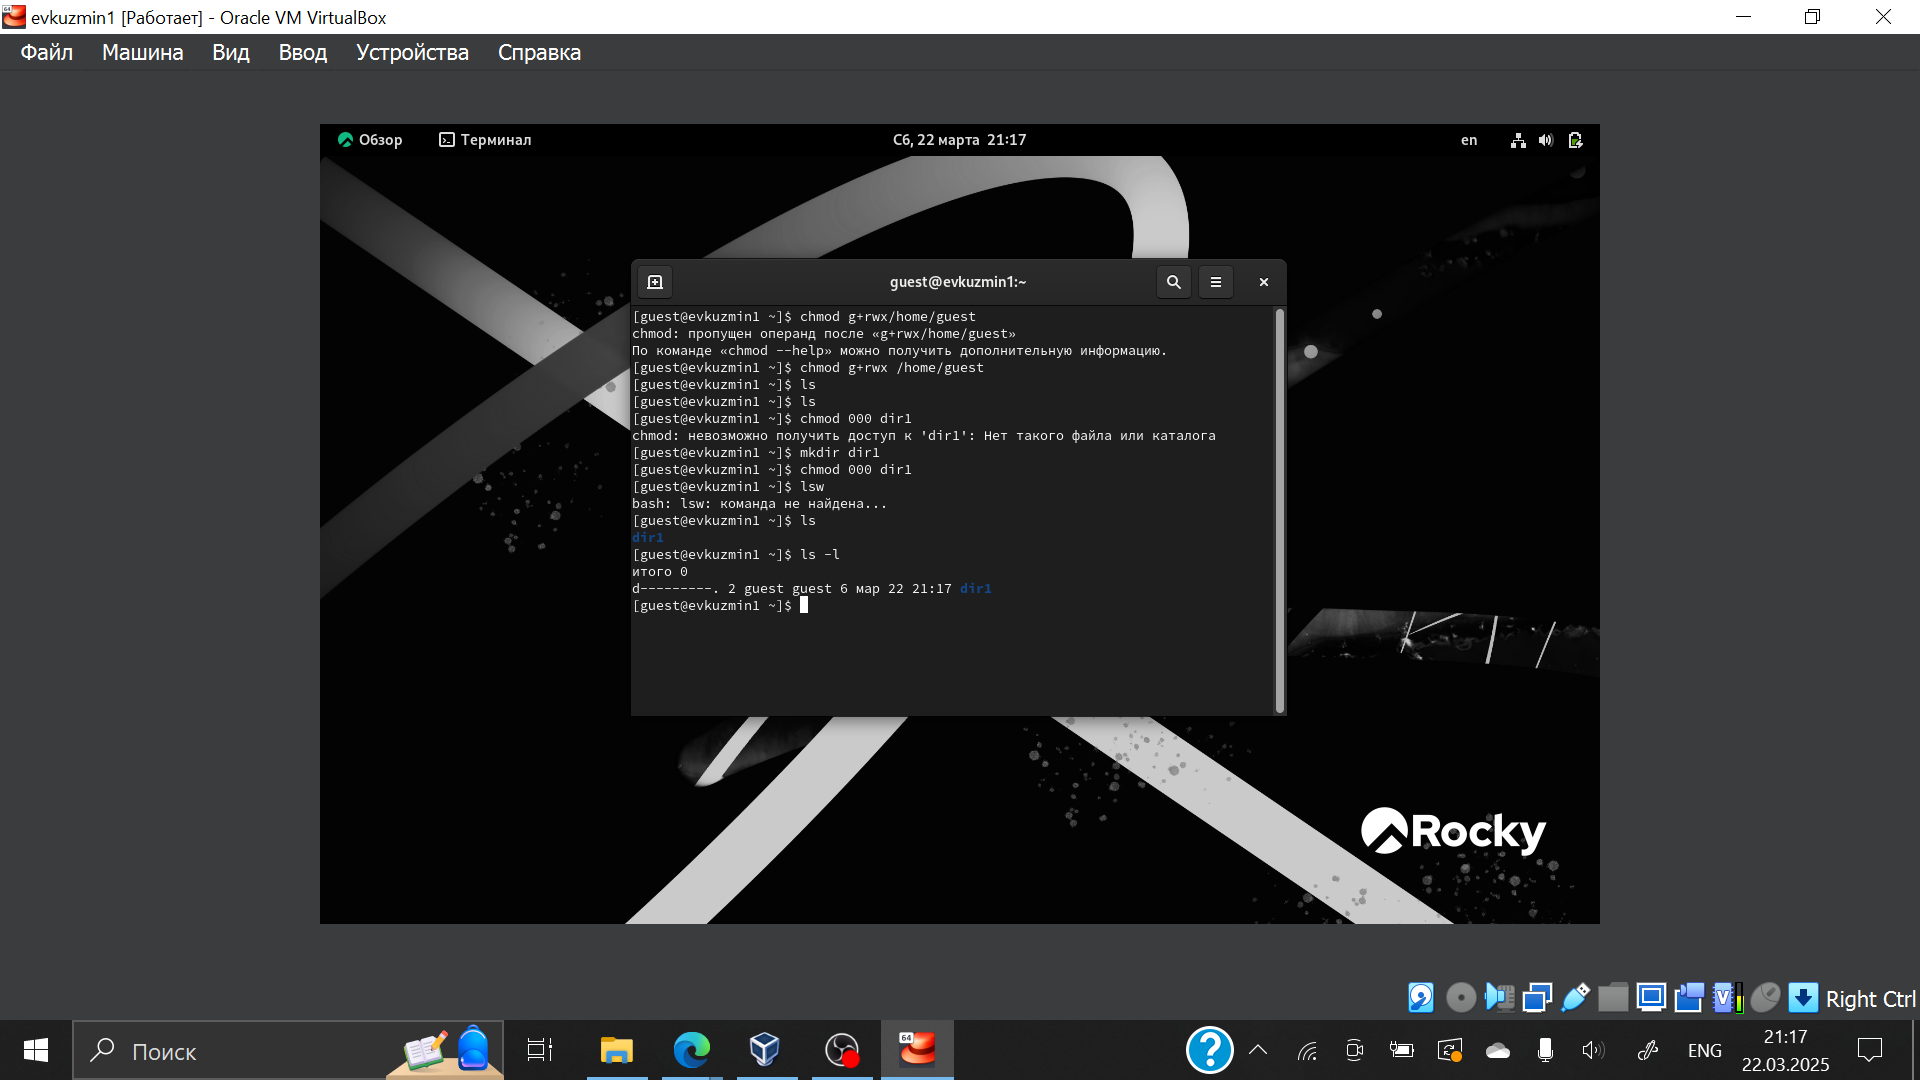 evkuzmin1 [Работает] - Oracle VM VirtualBox
Файл Машина Вид Ввод Устройства Справка
Обзор Терминал Сб, 22 марта 21:17 en
guest@evkuzmin1:~
[guest@evkuzmin1 ~]$ chmod g+rwx/home/guest
chmod: пропущен операнд после «g+rwx/home/guest»
По команде «chmod --help» можно получить дополнительную информацию.
[guest@evkuzmin1 ~]$ chmod g+rwx /home/guest
[guest@evkuzmin1 ~]$ ls
[guest@evkuzmin1 ~]$ ls
[guest@evkuzmin1 ~]$ chmod 000 dir1
chmod: невозможно получить доступ к 'dir1': Нет такого файла или каталога
[guest@evkuzmin1 ~]$ mkdir dir1
[guest@evkuzmin1 ~]$ chmod 000 dir1
[guest@evkuzmin1 ~]$ lsw
bash: lsw: команда не найдена...
[guest@evkuzmin1 ~]$ ls
dir1
[guest@evkuzmin1 ~]$ ls -l
итого 0
d---------. 2 guest guest 6 мар 22 21:17 dir1
[guest@evkuzmin1 ~]$
Rocky
Right Ctrl
Поиск
64
ENG
21:17
22.03.2025